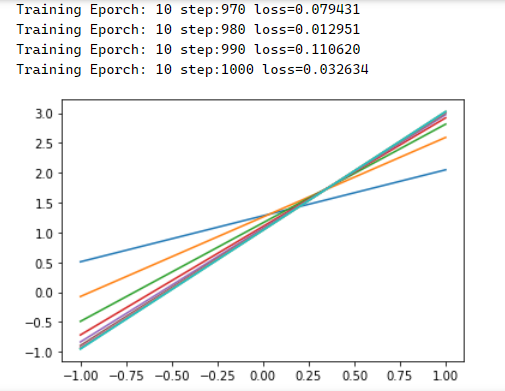 Training Eporch: 10 step:970 loss=0.079431
Training Eporch: 10 step:980 loss=0.012951
Training Eporch: 10 step:990 loss=0.110620
Training Eporch: 10 step:1000 loss=0.032634
3.0
2.5
2.0
1.5
1.0
0.5
0.0
−0.5
−1.0
−1.00 −0.75 −0.50 −0.25 0.00 0.25 0.50 0.75 1.00